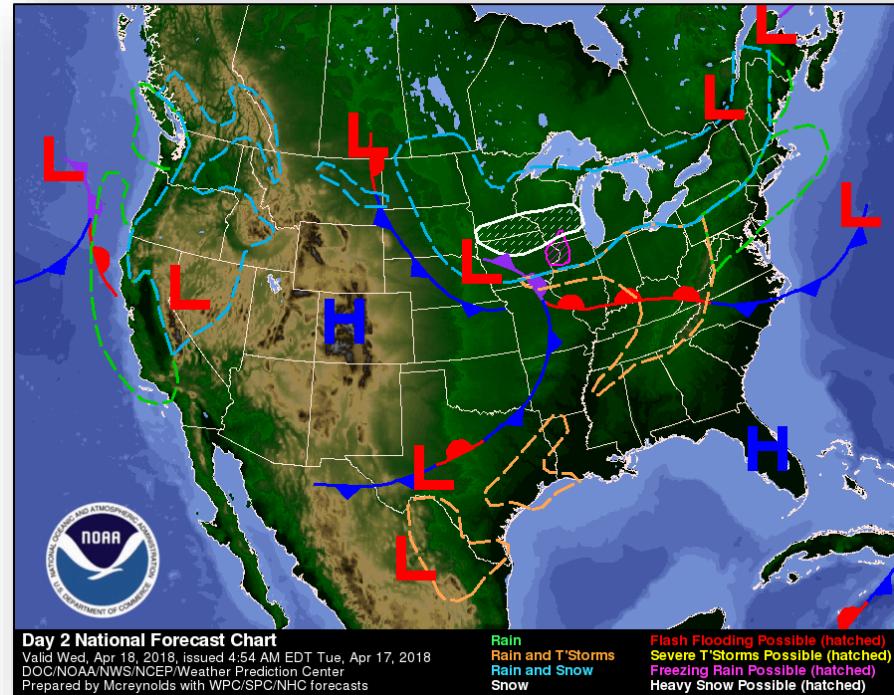 L
L
L
L
L
L
L
H
L
H
L
L
NATIONAL OCEANIC AND ATMOSPHERIC ADMINISTRATION
NOAA
U.S. DEPARTMENT OF COMMERCE
Day 2 National Forecast Chart
Valid Wed, Apr 18, 2018, issued 4:54 AM EDT Tue, Apr 17, 2018
DOC/NOAA/NWS/NCEP/Weather Prediction Center
Prepared by Mcreynolds with WPC/SPC/NHC forecasts
Rain
Rain and T'Storms
Rain and Snow
Snow
Flash Flooding Possible (hatched)
Severe T'Storms Possible (hatched)
Freezing Rain Possible (hatched)
Heavy Snow Possible (hatched)